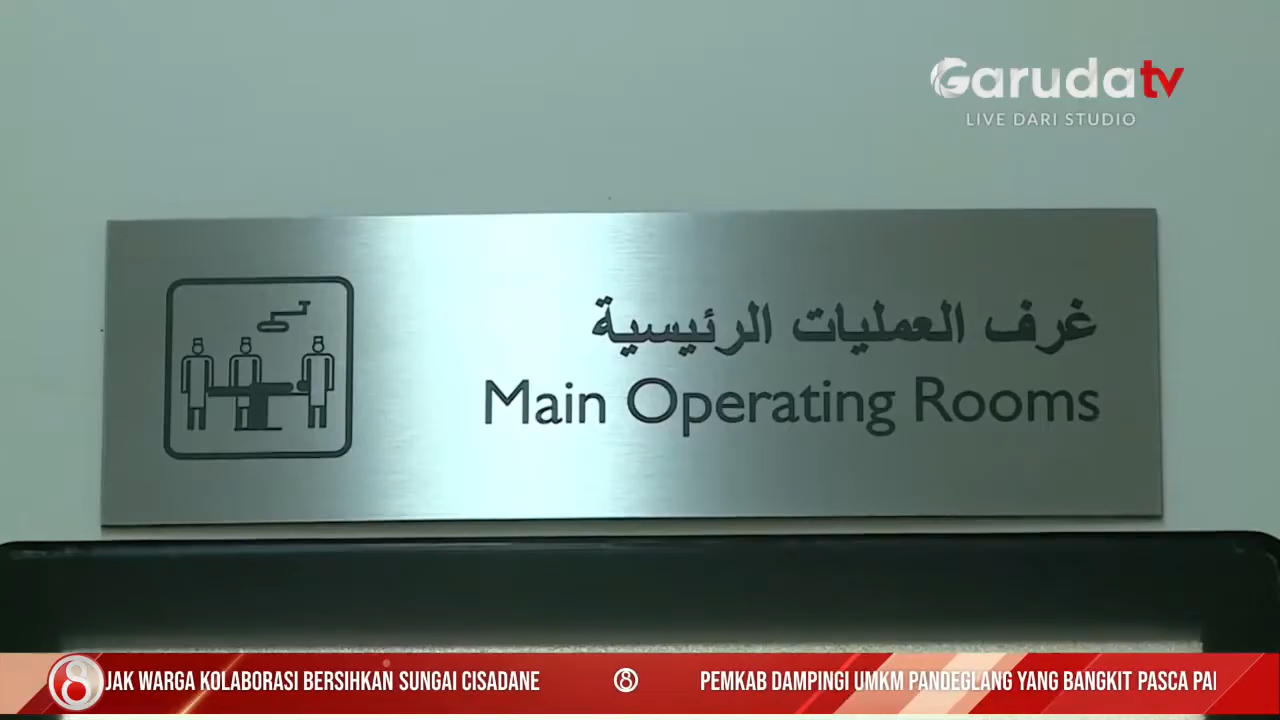 Garudatv
LIVE DARI STUDIO
غرف العمليات الرئيسية
Main Operating Rooms
JAK WARGA KOLABORASI BERSIHKAN SUNGAI CISADANE 8 PEMKAB DAMPINGI UMKM PANDEGLANG YANG BANGKIT PASCA